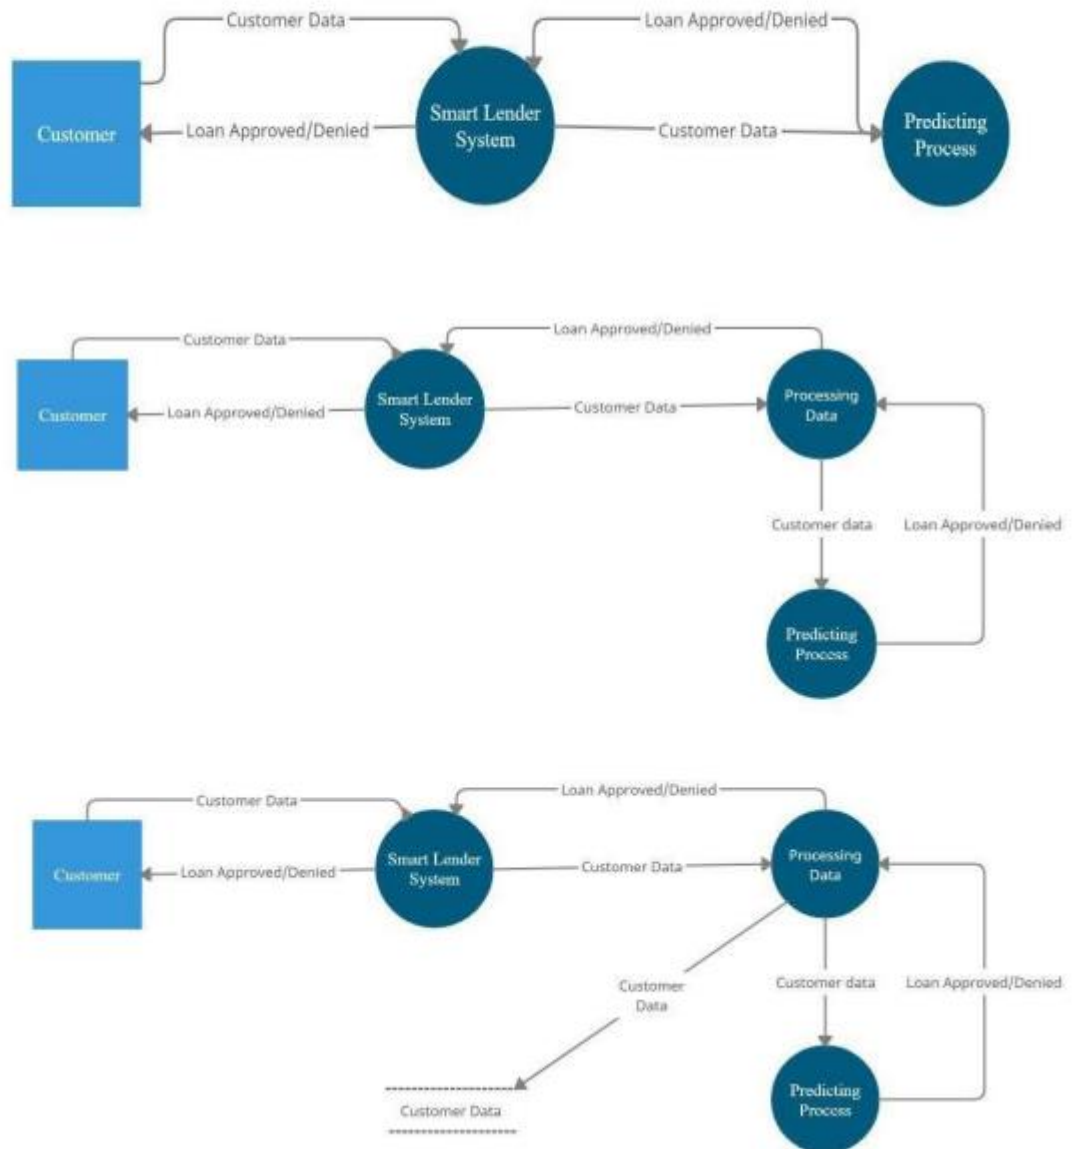 Customer Data
Loan Approved/Denied
Customer
Loan Approved/Denied
Smart Lender
System
Customer Data
Predicting
Process
Customer Data
Loan Approved/Denied
Customer
Loan Approved/Denied
Smart Lender
System
Customer Data
Processing
Data
Customer data
Loan Approved/Denied
Predicting
Process
Customer Data
Loan Approved/Denied
Customer
Loan Approved/Denied
Smart Lender
System
Customer Data
Processing
Data
Customer
Data
Customer data
Loan Approved/Denied
Customer Data
Predicting
Process